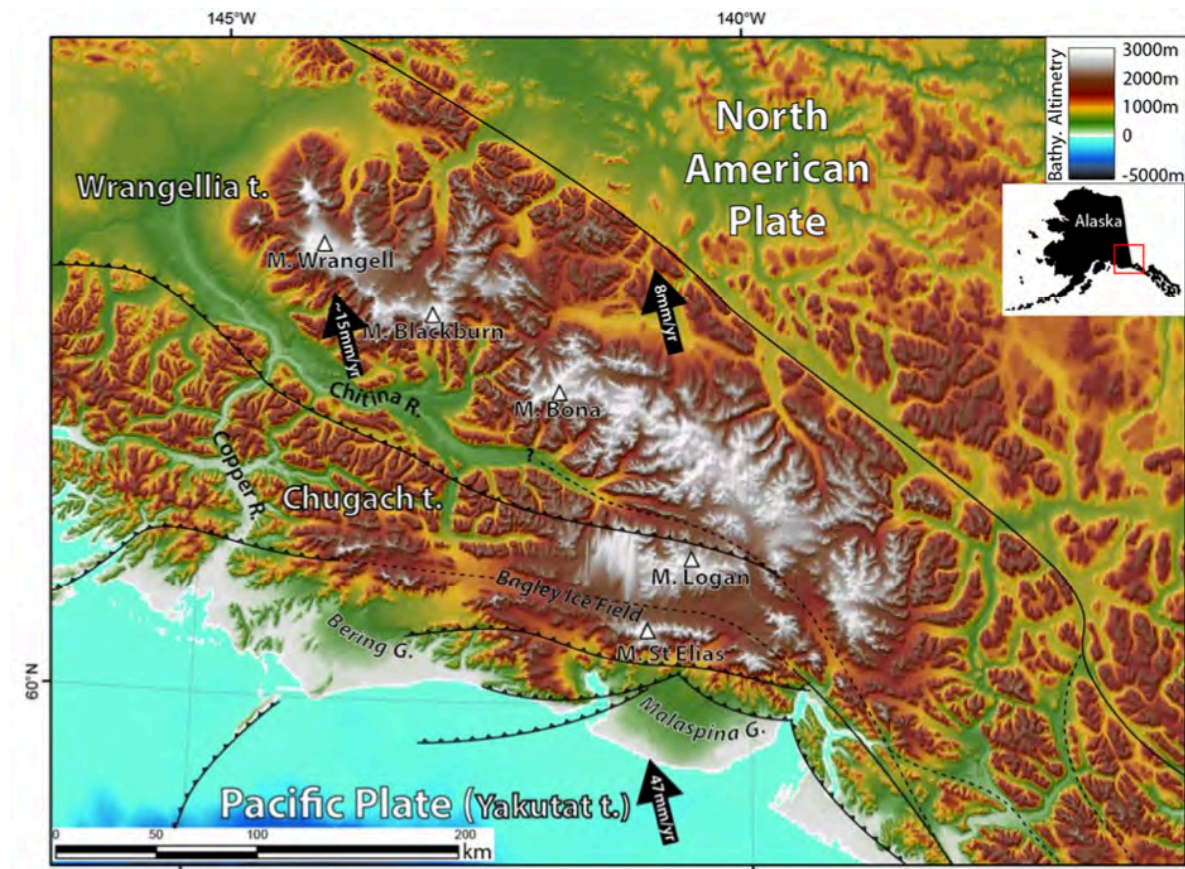 145°W
140°W
Bathy. Altimetry
3000m
2000m
1000m
0
-5000m
North
American
Plate
Alaska
Wrangellia t.
M. Wrangell
~15mm/yr
M. Blackburn
8mm/yr
Chitina R.
M. Bona
?
Copper R.
Chugach t.
M. Logan
Bagley Ice Field
Bering G.
M. St Elias
60°N
Malaspina G.
47mm/yr
Pacific Plate (Yakutat t.)
0 50 100 200
km